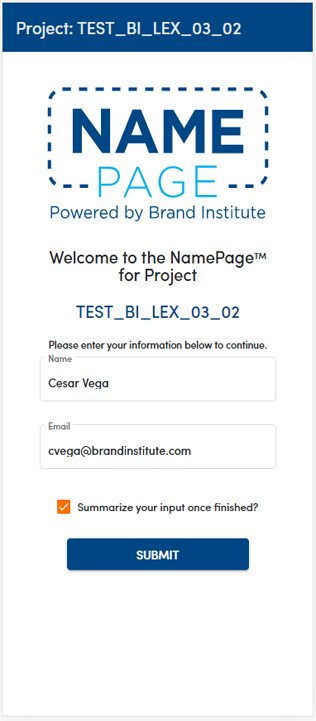 Project: TEST_BI_LEX_03_02
NAME
PAGE
Powered by Brand Institute
Welcome to the NamePage™
for Project
TEST_BI_LEX_03_02
Please enter your information below to continue.
Name
Cesar Vega
Email
cvega@brandinstitute.com
Summarize your input once finished?
SUBMIT